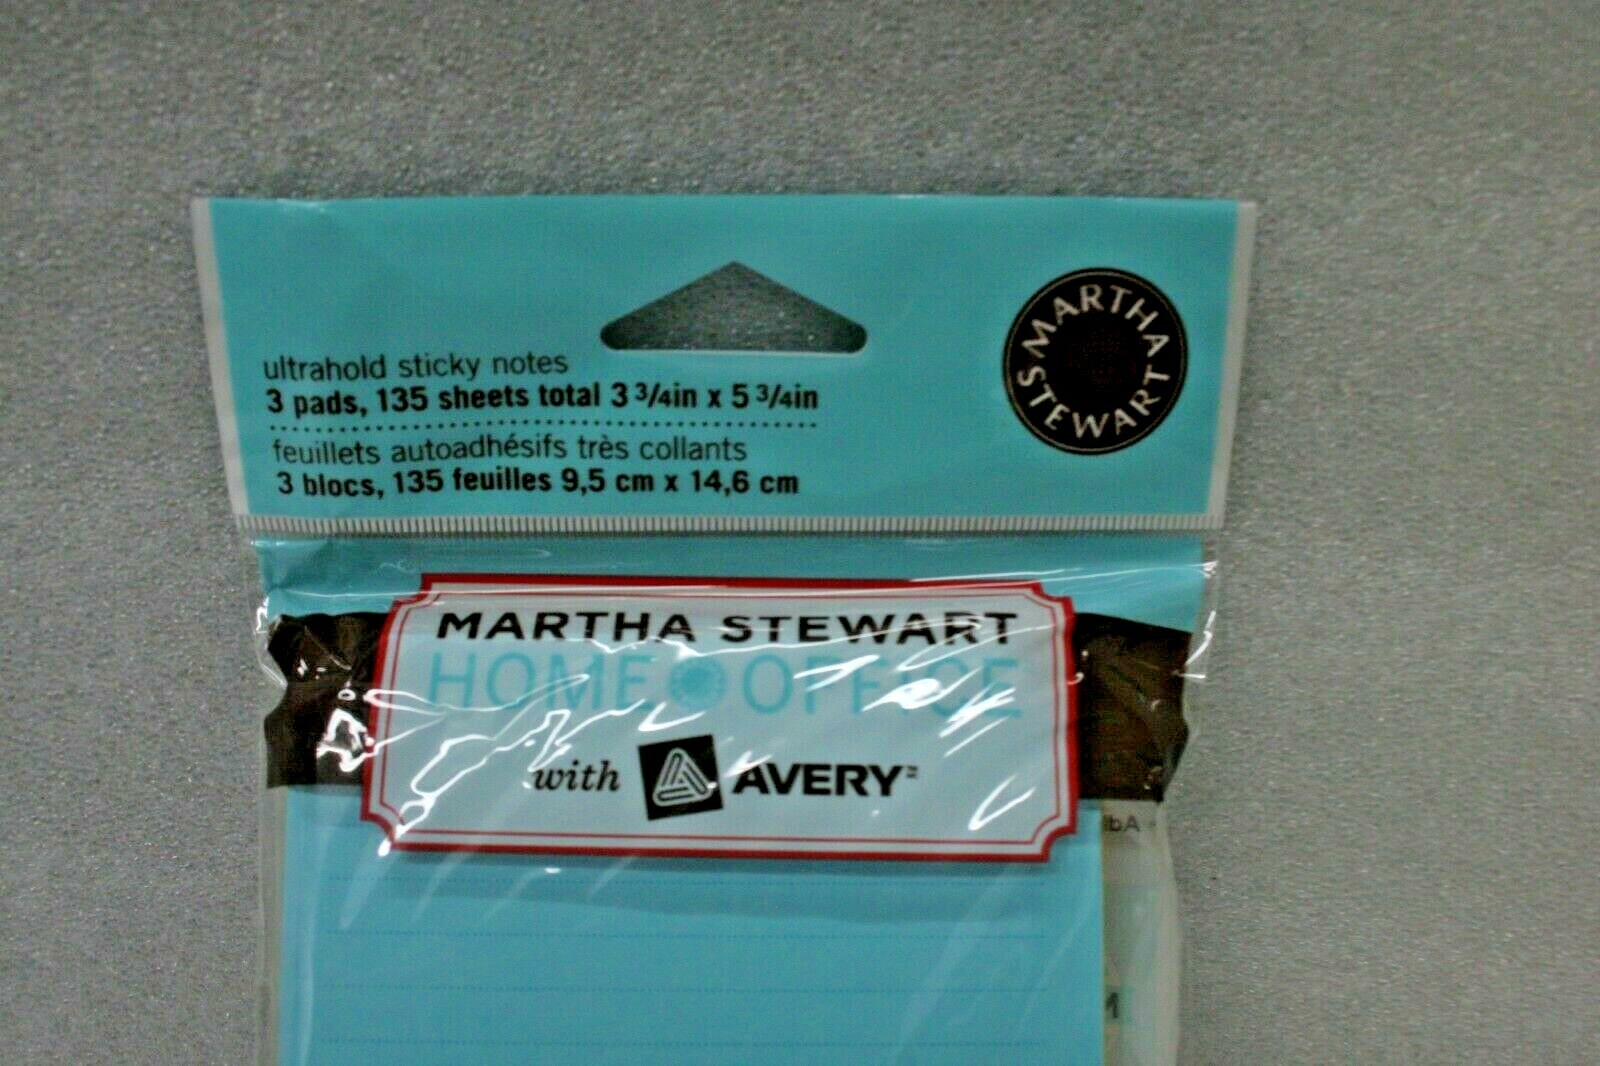 ultrahold sticky notes
3 pads, 135 sheets total 3 3/4in x 5 3/4in
feuillets autoadhésifs très collants
3 blocs, 135 feuilles 9,5 cm x 14,6 cm
MARTHA
STEWART
MARTHA STEWART
HOME OFFICE
with AVERY™